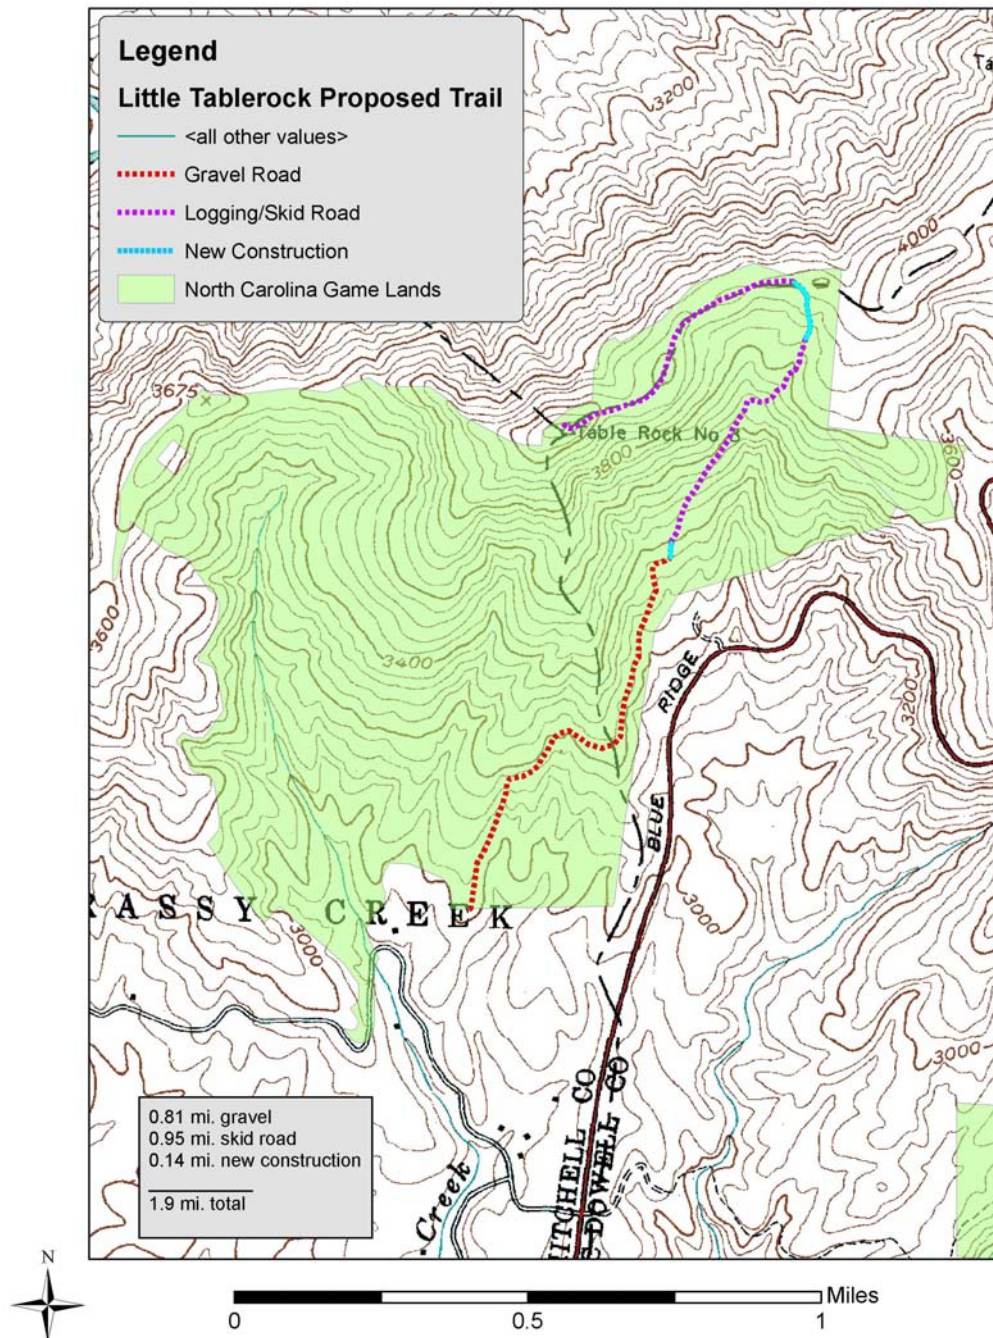 Legend
Little Tablerock Proposed Trail
<all other values>
Gravel Road
Logging/Skid Road
New Construction
North Carolina Game Lands
3200
Ta
4000
3675
Table Rock No 3
3800
3600
3600
3400
RIDGE
BLUE
3200
RASSY CREEK
3000
3000
3000
MITCHELL CO
DOWELL CO
Creek
0.81 mi. gravel
0.95 mi. skid road
0.14 mi. new construction
1.9 mi. total
N
Miles
0 0.5 1